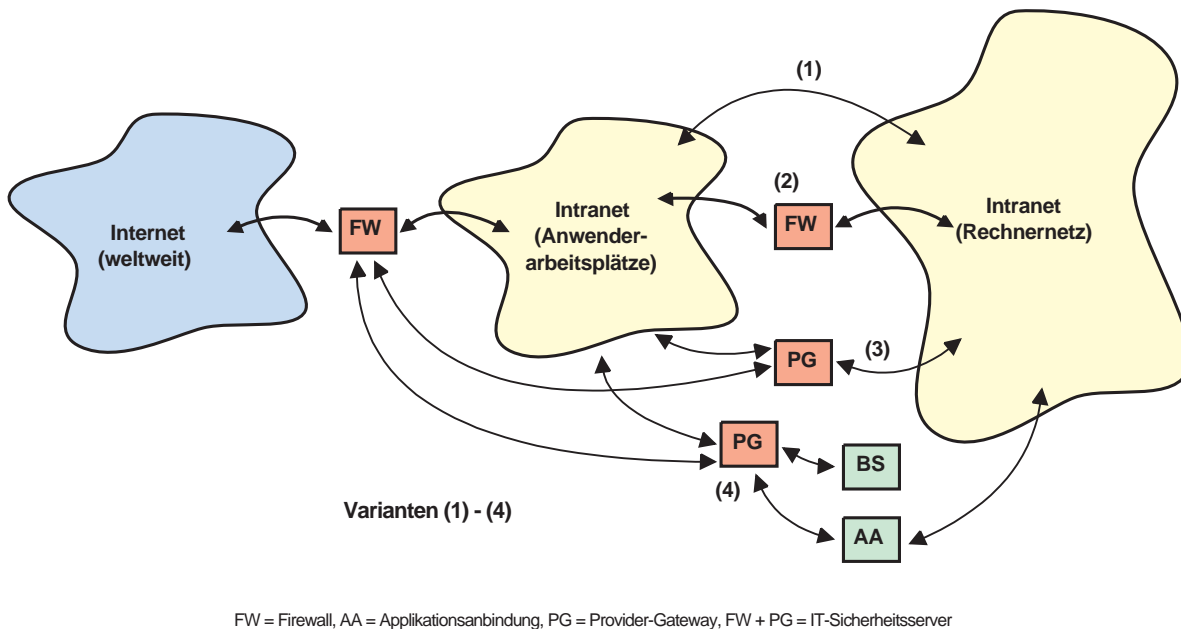 (1)
(2)
Internet
(weltweit)
FW
Intranet
(Anwender-
arbeitsplätze)
FW
Intranet
(Rechnernetz)
PG
(3)
PG
(4)
BS
AA
Varianten (1) - (4)
FW = Firewall, AA = Applikationsanbindung, PG = Provider-Gateway, FW + PG = IT-Sicherheitsserver